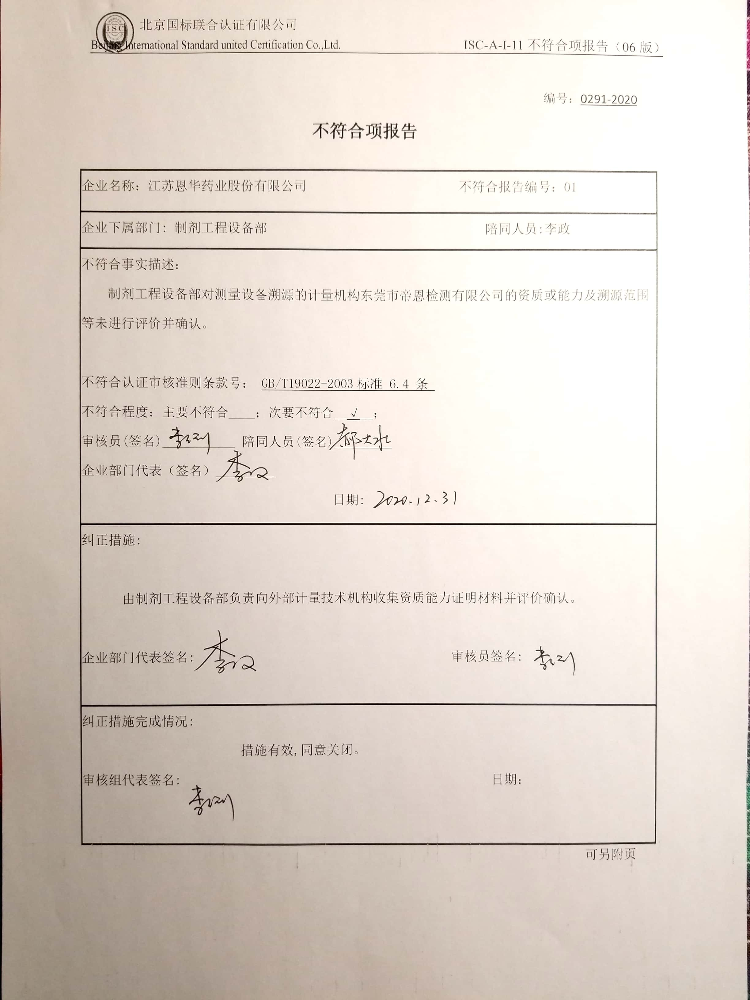 ISC
北京国标联合认证有限公司
Beijing International Standard united Certification Co.,Ltd.
ISC-A-I-11 不符合项报告（06 版）
编号：0291-2020
不符合项报告
企业名称：江苏恩华药业股份有限公司 不符合报告编号：01
企业下属部门：制剂工程设备部 陪同人员:李政
不符合事实描述：
制剂工程设备部对测量设备溯源的计量机构东莞市帝恩检测有限公司的资质或能力及溯源范围
等未进行评价并确认。
不符合认证审核准则条款号： GB/T19022-2003 标准 6.4 条
不符合程度：主要不符合____；次要不符合__√__；
审核员(签名) 陪同人员(签名) 郝大水
企业部门代表（签名） 李政
日期: 2020.12.31
纠正措施：
由制剂工程设备部负责向外部计量技术机构收集资质能力证明材料并评价确认。
企业部门代表签名: 李政 审核员签名:
纠正措施完成情况：
措施有效,同意关闭。
审核组代表签名: 日期：
可另附页